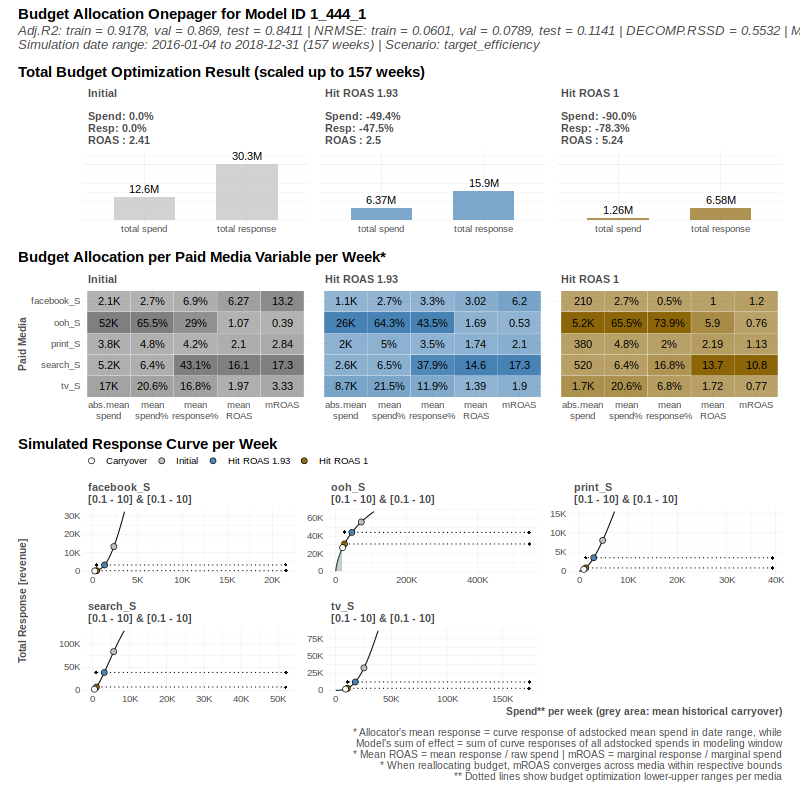 Budget Allocation Onepager for Model ID 1_444_1
Adj.R2: train = 0.9178, val = 0.869, test = 0.8411 | NRMSE: train = 0.0601, val = 0.0789, test = 0.1141 | DECOMP.RSSD = 0.5532 | M
Simulation date range: 2016-01-04 to 2018-12-31 (157 weeks) | Scenario: target_efficiency
Total Budget Optimization Result (scaled up to 157 weeks)
Initial Hit ROAS 1.93 Hit ROAS 1
Spend: 0.0% Spend: -49.4% Spend: -90.0%
Resp: 0.0% Resp: -47.5% Resp: -78.3%
ROAS : 2.41 ROAS : 2.5 ROAS : 5.24
12.6M 30.3M 6.37M 15.9M 1.26M 6.58M
total spend total response total spend total response total spend total response
Budget Allocation per Paid Media Variable per Week*
Initial Hit ROAS 1.93 Hit ROAS 1
Paid Media
facebook_S 2.1K 2.7% 6.9% 6.27 13.2 1.1K 2.7% 3.3% 3.02 6.2 210 2.7% 0.5% 1 1.2
ooh_S 52K 65.5% 29% 1.07 0.39 26K 64.3% 43.5% 1.69 0.53 5.2K 65.5% 73.9% 5.9 0.76
print_S 3.8K 4.8% 4.2% 2.1 2.84 2K 5% 3.5% 1.74 2.1 380 4.8% 2% 2.19 1.13
search_S 5.2K 6.4% 43.1% 16.1 17.3 2.6K 6.5% 37.9% 14.6 17.3 520 6.4% 16.8% 13.7 10.8
tv_S 17K 20.6% 16.8% 1.97 3.33 8.7K 21.5% 11.9% 1.39 1.9 1.7K 20.6% 6.8% 1.72 0.77
abs.mean mean mean mean mROAS abs.mean mean mean mean mROAS abs.mean mean mean mean mROAS
spend spend% response% ROAS spend spend% response% ROAS spend spend% response% ROAS
Simulated Response Curve per Week
Carryover Initial Hit ROAS 1.93 Hit ROAS 1
Total Response [revenue]
facebook_S
[0.1 - 10] & [0.1 - 10]
30K
20K
10K
0
0 5K 10K 15K 20K
ooh_S
[0.1 - 10] & [0.1 - 10]
60K
40K
20K
0
0 200K 400K
print_S
[0.1 - 10] & [0.1 - 10]
15K
10K
5K
0
0 10K 20K 30K 40K
search_S
[0.1 - 10] & [0.1 - 10]
100K
50K
0
0 10K 20K 30K 40K 50K
tv_S
[0.1 - 10] & [0.1 - 10]
75K
50K
25K
0
0 50K 100K 150K
Spend** per week (grey area: mean historical carryover)
* Allocator's mean response = curve response of adstocked mean spend in date range, while
Model's sum of effect = sum of curve responses of all adstocked spends in modeling window
* Mean ROAS = mean response / raw spend | mROAS = marginal response / marginal spend
* When reallocating budget, mROAS converges across media within respective bounds
** Dotted lines show budget optimization lower-upper ranges per media